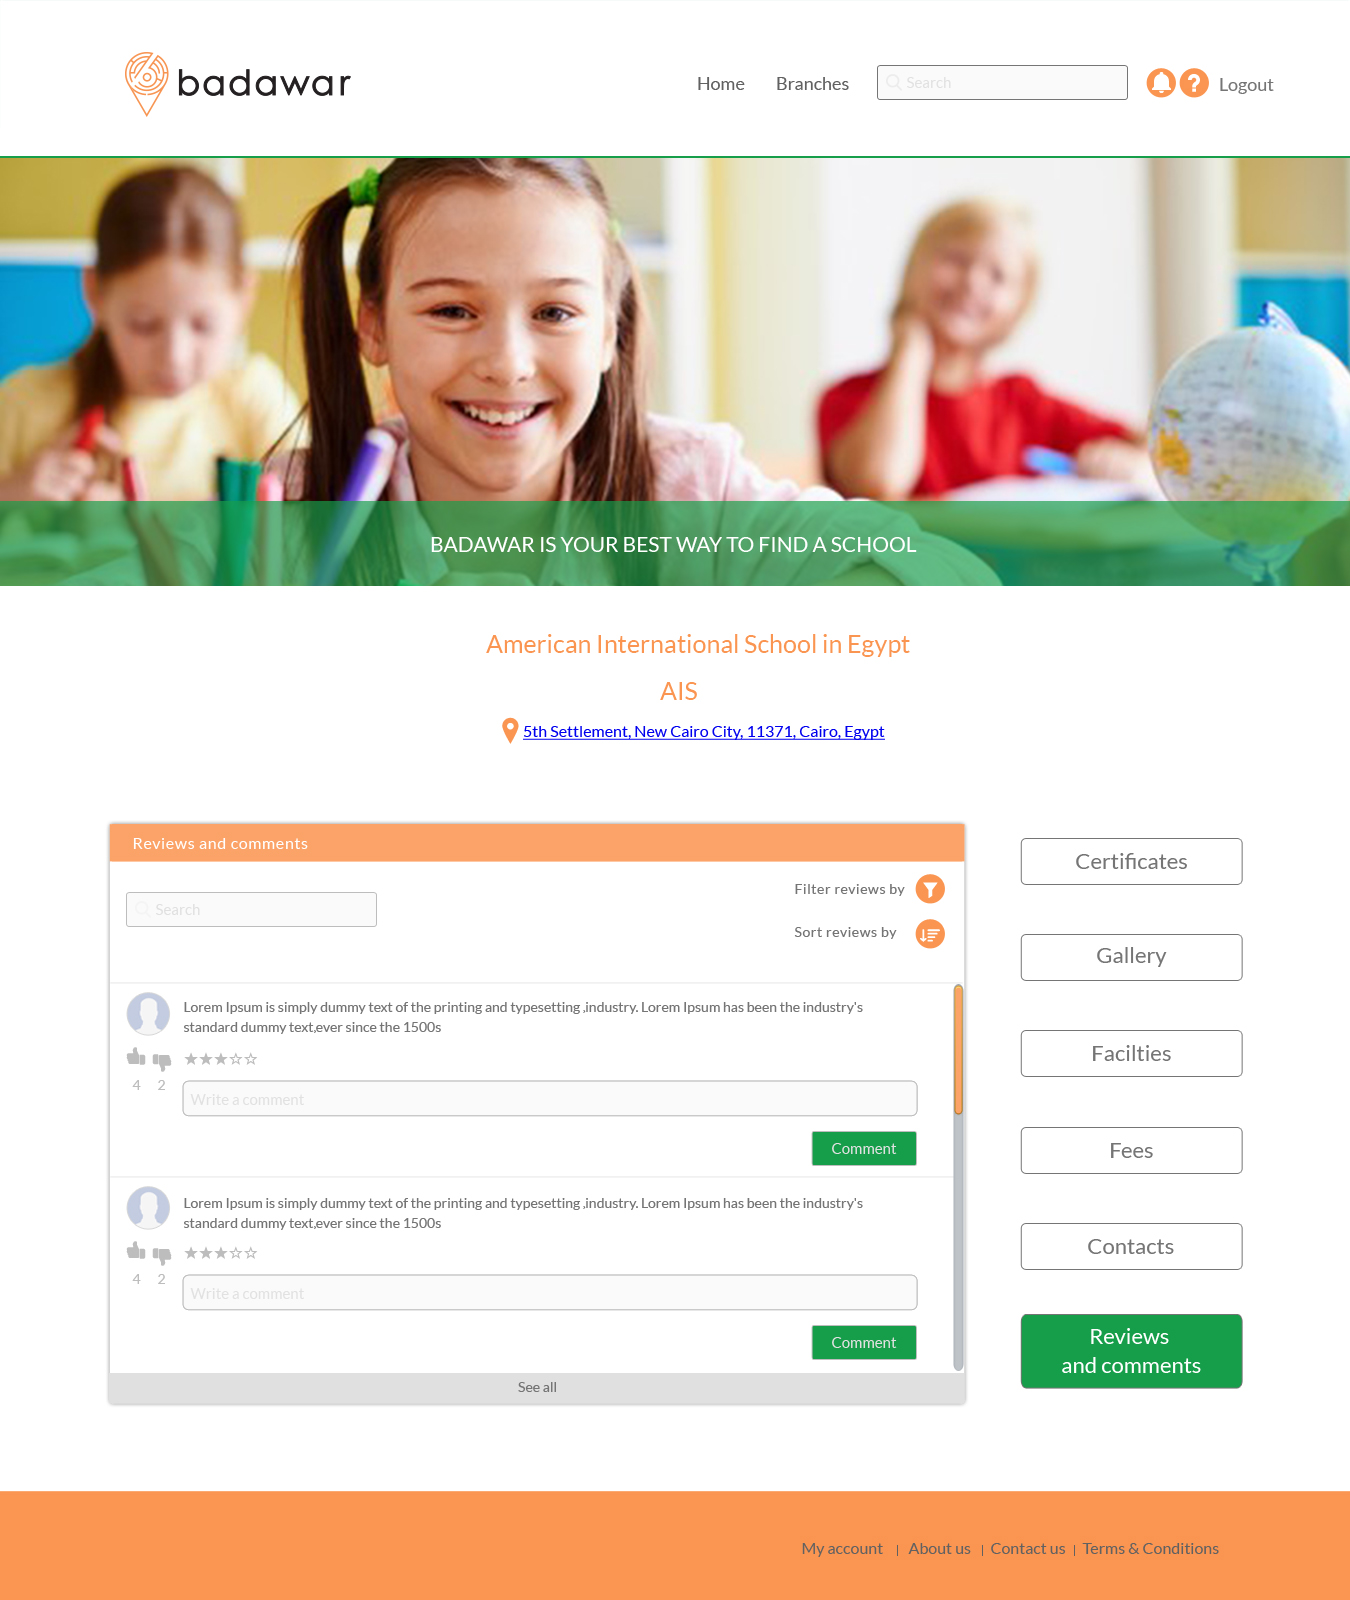 badawar
Home
Branches
Search
Logout
BADAWAR IS YOUR BEST WAY TO FIND A SCHOOL
American International School in Egypt
AIS
5th Settlement, New Cairo City, 11371, Cairo, Egypt
Reviews and comments
Search
Filter reviews by
Sort reviews by
Lorem Ipsum is simply dummy text of the printing and typesetting ,industry. Lorem Ipsum has been the industry's
standard dummy text,ever since the 1500s
4 2
Write a comment
Comment
Lorem Ipsum is simply dummy text of the printing and typesetting ,industry. Lorem Ipsum has been the industry's
standard dummy text,ever since the 1500s
4 2
Write a comment
Comment
See all
Certificates
Gallery
Facilties
Fees
Contacts
Reviews
and comments
My account | About us | Contact us | Terms & Conditions